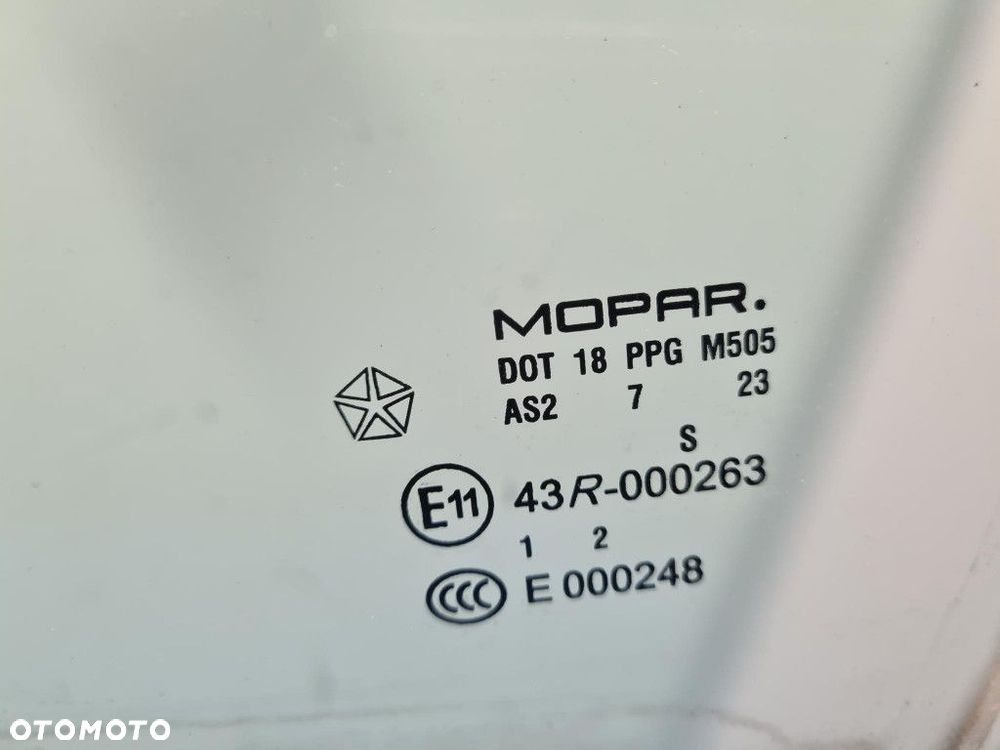 MOPAR.
DOT 18 PPG M505
AS2 7 23
S
E11 43R-000263
1 2
CCC E 000248
OTOMOTO